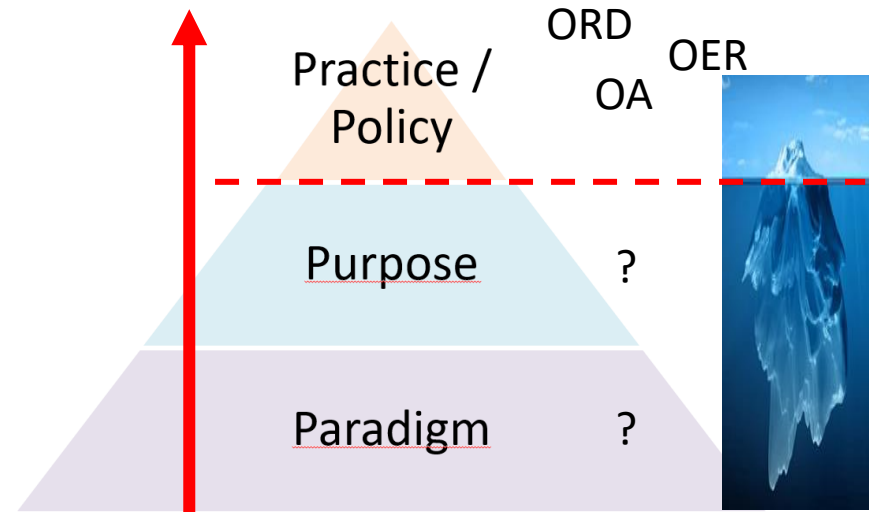 ORD
OER
OA
Practice /
Policy
Purpose
?
Paradigm
?